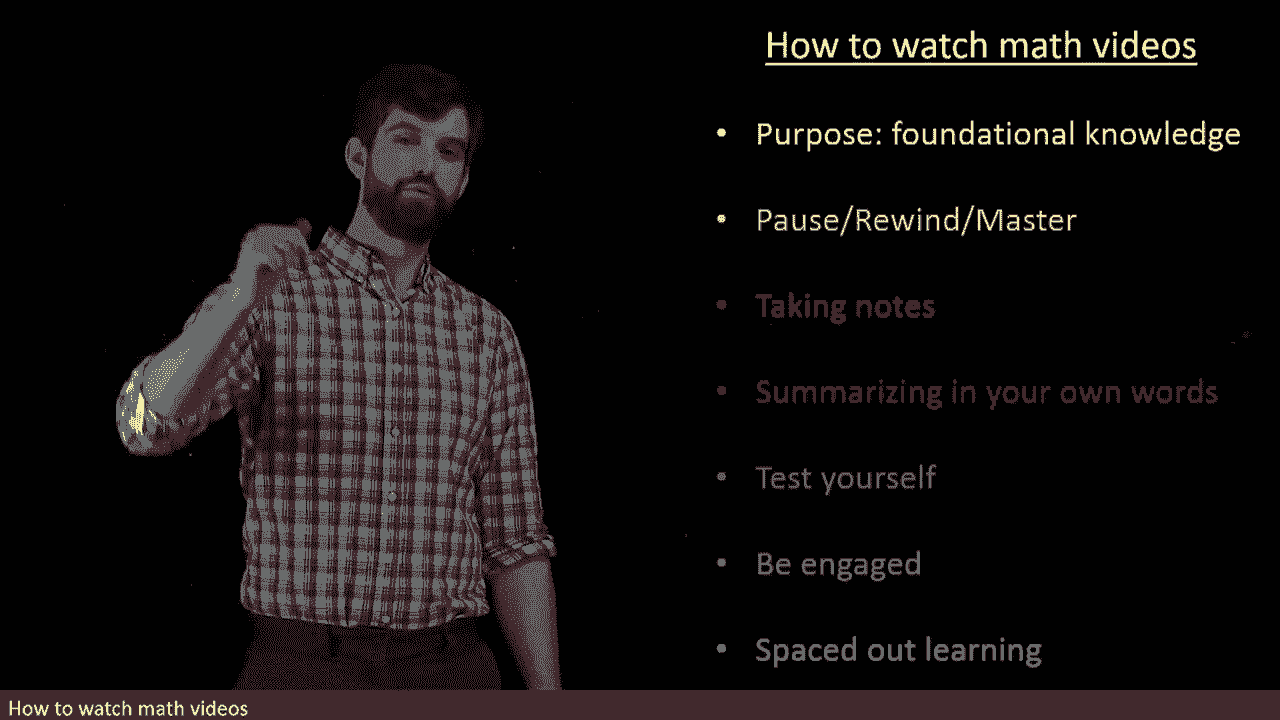 How to watch math videos
• Purpose: foundational knowledge
• Pause/Rewind/Master
• Taking notes
• Summarizing in your own words
• Test yourself
• Be engaged
• Spaced out learning
How to watch math videos